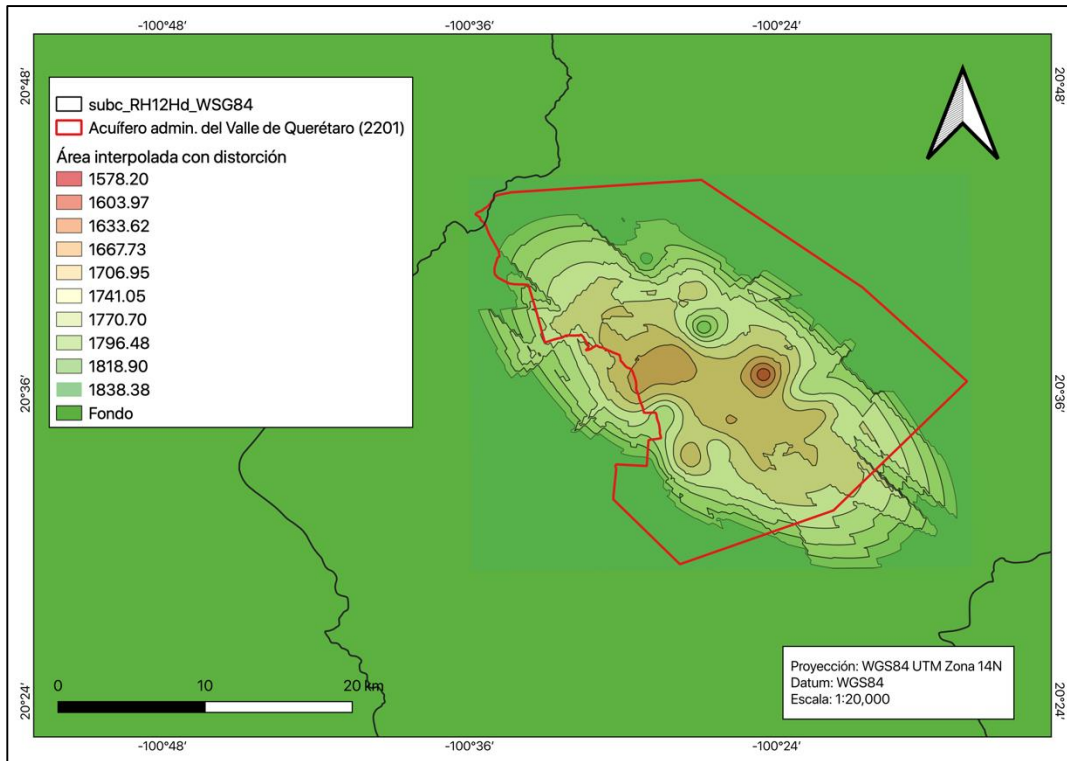 -100°48’ -100°36’ -100°24’
20°48’ 20°48’
subc_RH12Hd_WSG84
Acuífero admin. del Valle de Querétaro (2201)
Área interpolada con distorción
1578.20
1603.97
1633.62
1667.73
1706.95
1741.05
1770.70
1796.48
1818.90
1838.38
Fondo
20°36’ 20°36’
Proyección: WGS84 UTM Zona 14N
Datum: WGS84
Escala: 1:20,000
0 10 20 km
20°24’ 20°24’
-100°48’ -100°36’ -100°24’